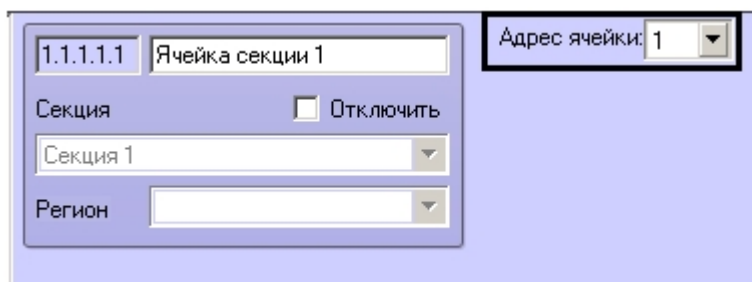 1.1.1.1.1 Ячейка секции 1
Адрес ячейки: 1
Секция Отключить
Секция 1
Регион